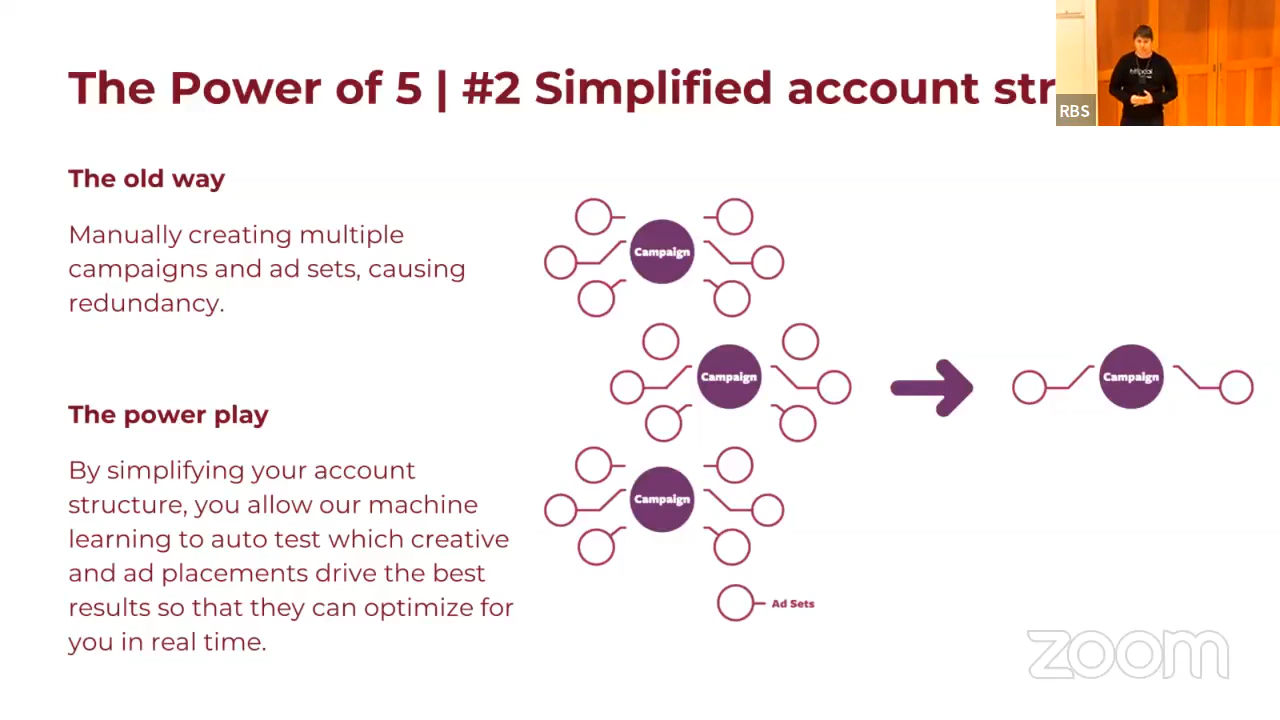 The Power of 5 | #2 Simplified account str
RBS
The old way
Manually creating multiple
campaigns and ad sets, causing
redundancy.
The power play
By simplifying your account
structure, you allow our machine
learning to auto test which creative
and ad placements drive the best
results so that they can optimize for
you in real time.
Campaign
Campaign
Campaign
Campaign
Ad Sets
zoom